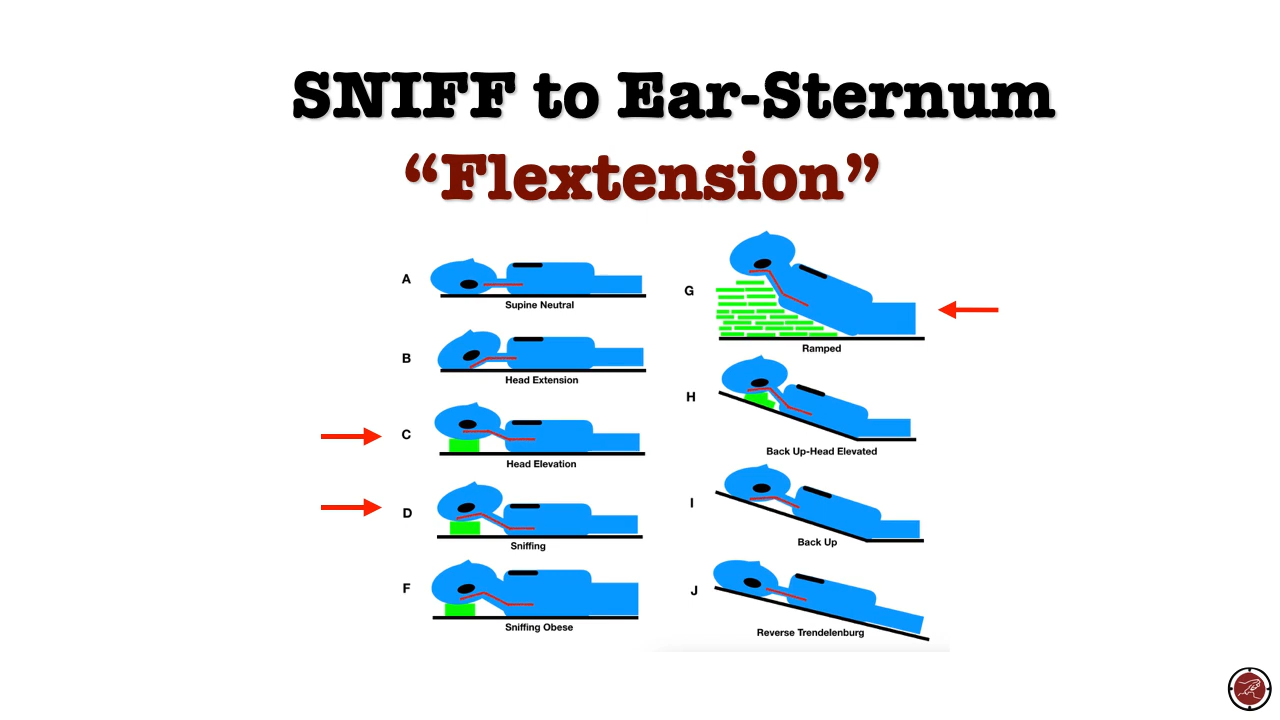 SNIFF to Ear-Sternum
“Flextension”
A
Supine Neutral
B
Head Extension
C
Head Elevation
D
Sniffing
F
Sniffing Obese
G
Ramped
H
Back Up-Head Elevated
I
Back Up
J
Reverse Trendelenburg